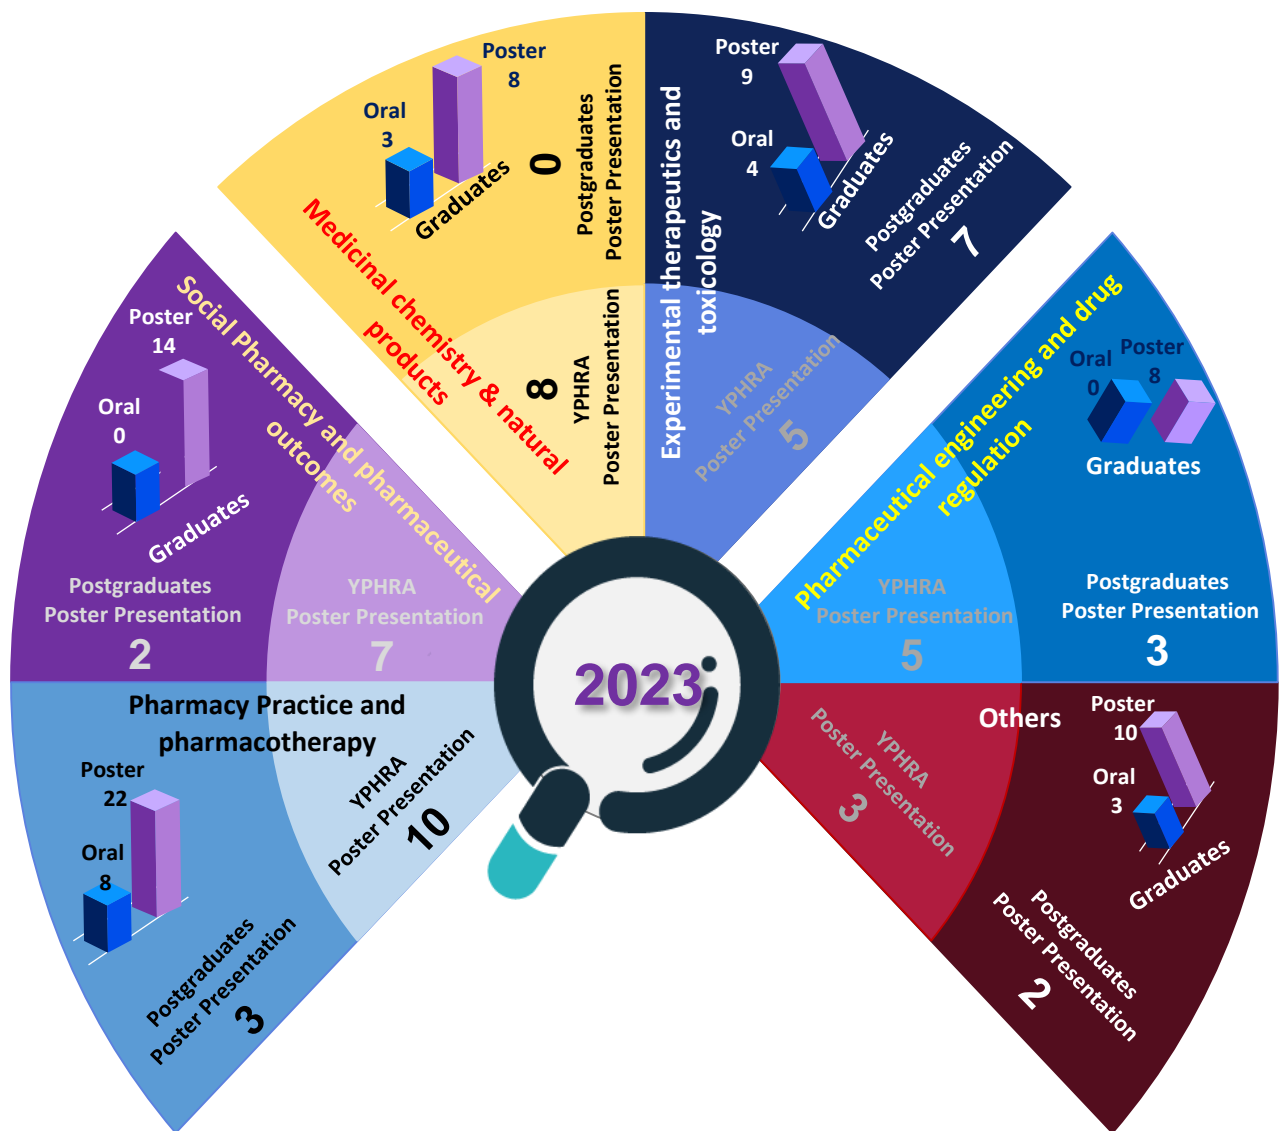 Poster
8
Oral
3
Graduates
0
Postgraduates
Poster Presentation
Medicinal chemistry & natural
products
8
YPHRA
Poster Presentation
Poster
9
Oral
4
Graduates
Postgraduates
Poster Presentation
7
Experimental therapeutics and
toxicology
YPHRA
Poster Presentation
5
Social Pharmacy and pharmaceutical
outcomes
Poster
14
Oral
0
Graduates
Postgraduates
Poster Presentation
2
YPHRA
Poster Presentation
7
Pharmaceutical engineering and drug
regulation
Oral
0
Poster
8
Graduates
Postgraduates
Poster Presentation
3
YPHRA
Poster Presentation
5
2023
Pharmacy Practice and
pharmacotherapy
Poster
22
Oral
8
Postgraduates
Poster Presentation
3
YPHRA
Poster Presentation
10
Others
Poster
10
Oral
3
Graduates
Postgraduates
Poster Presentation
2
YPHRA
Poster Presentation
3